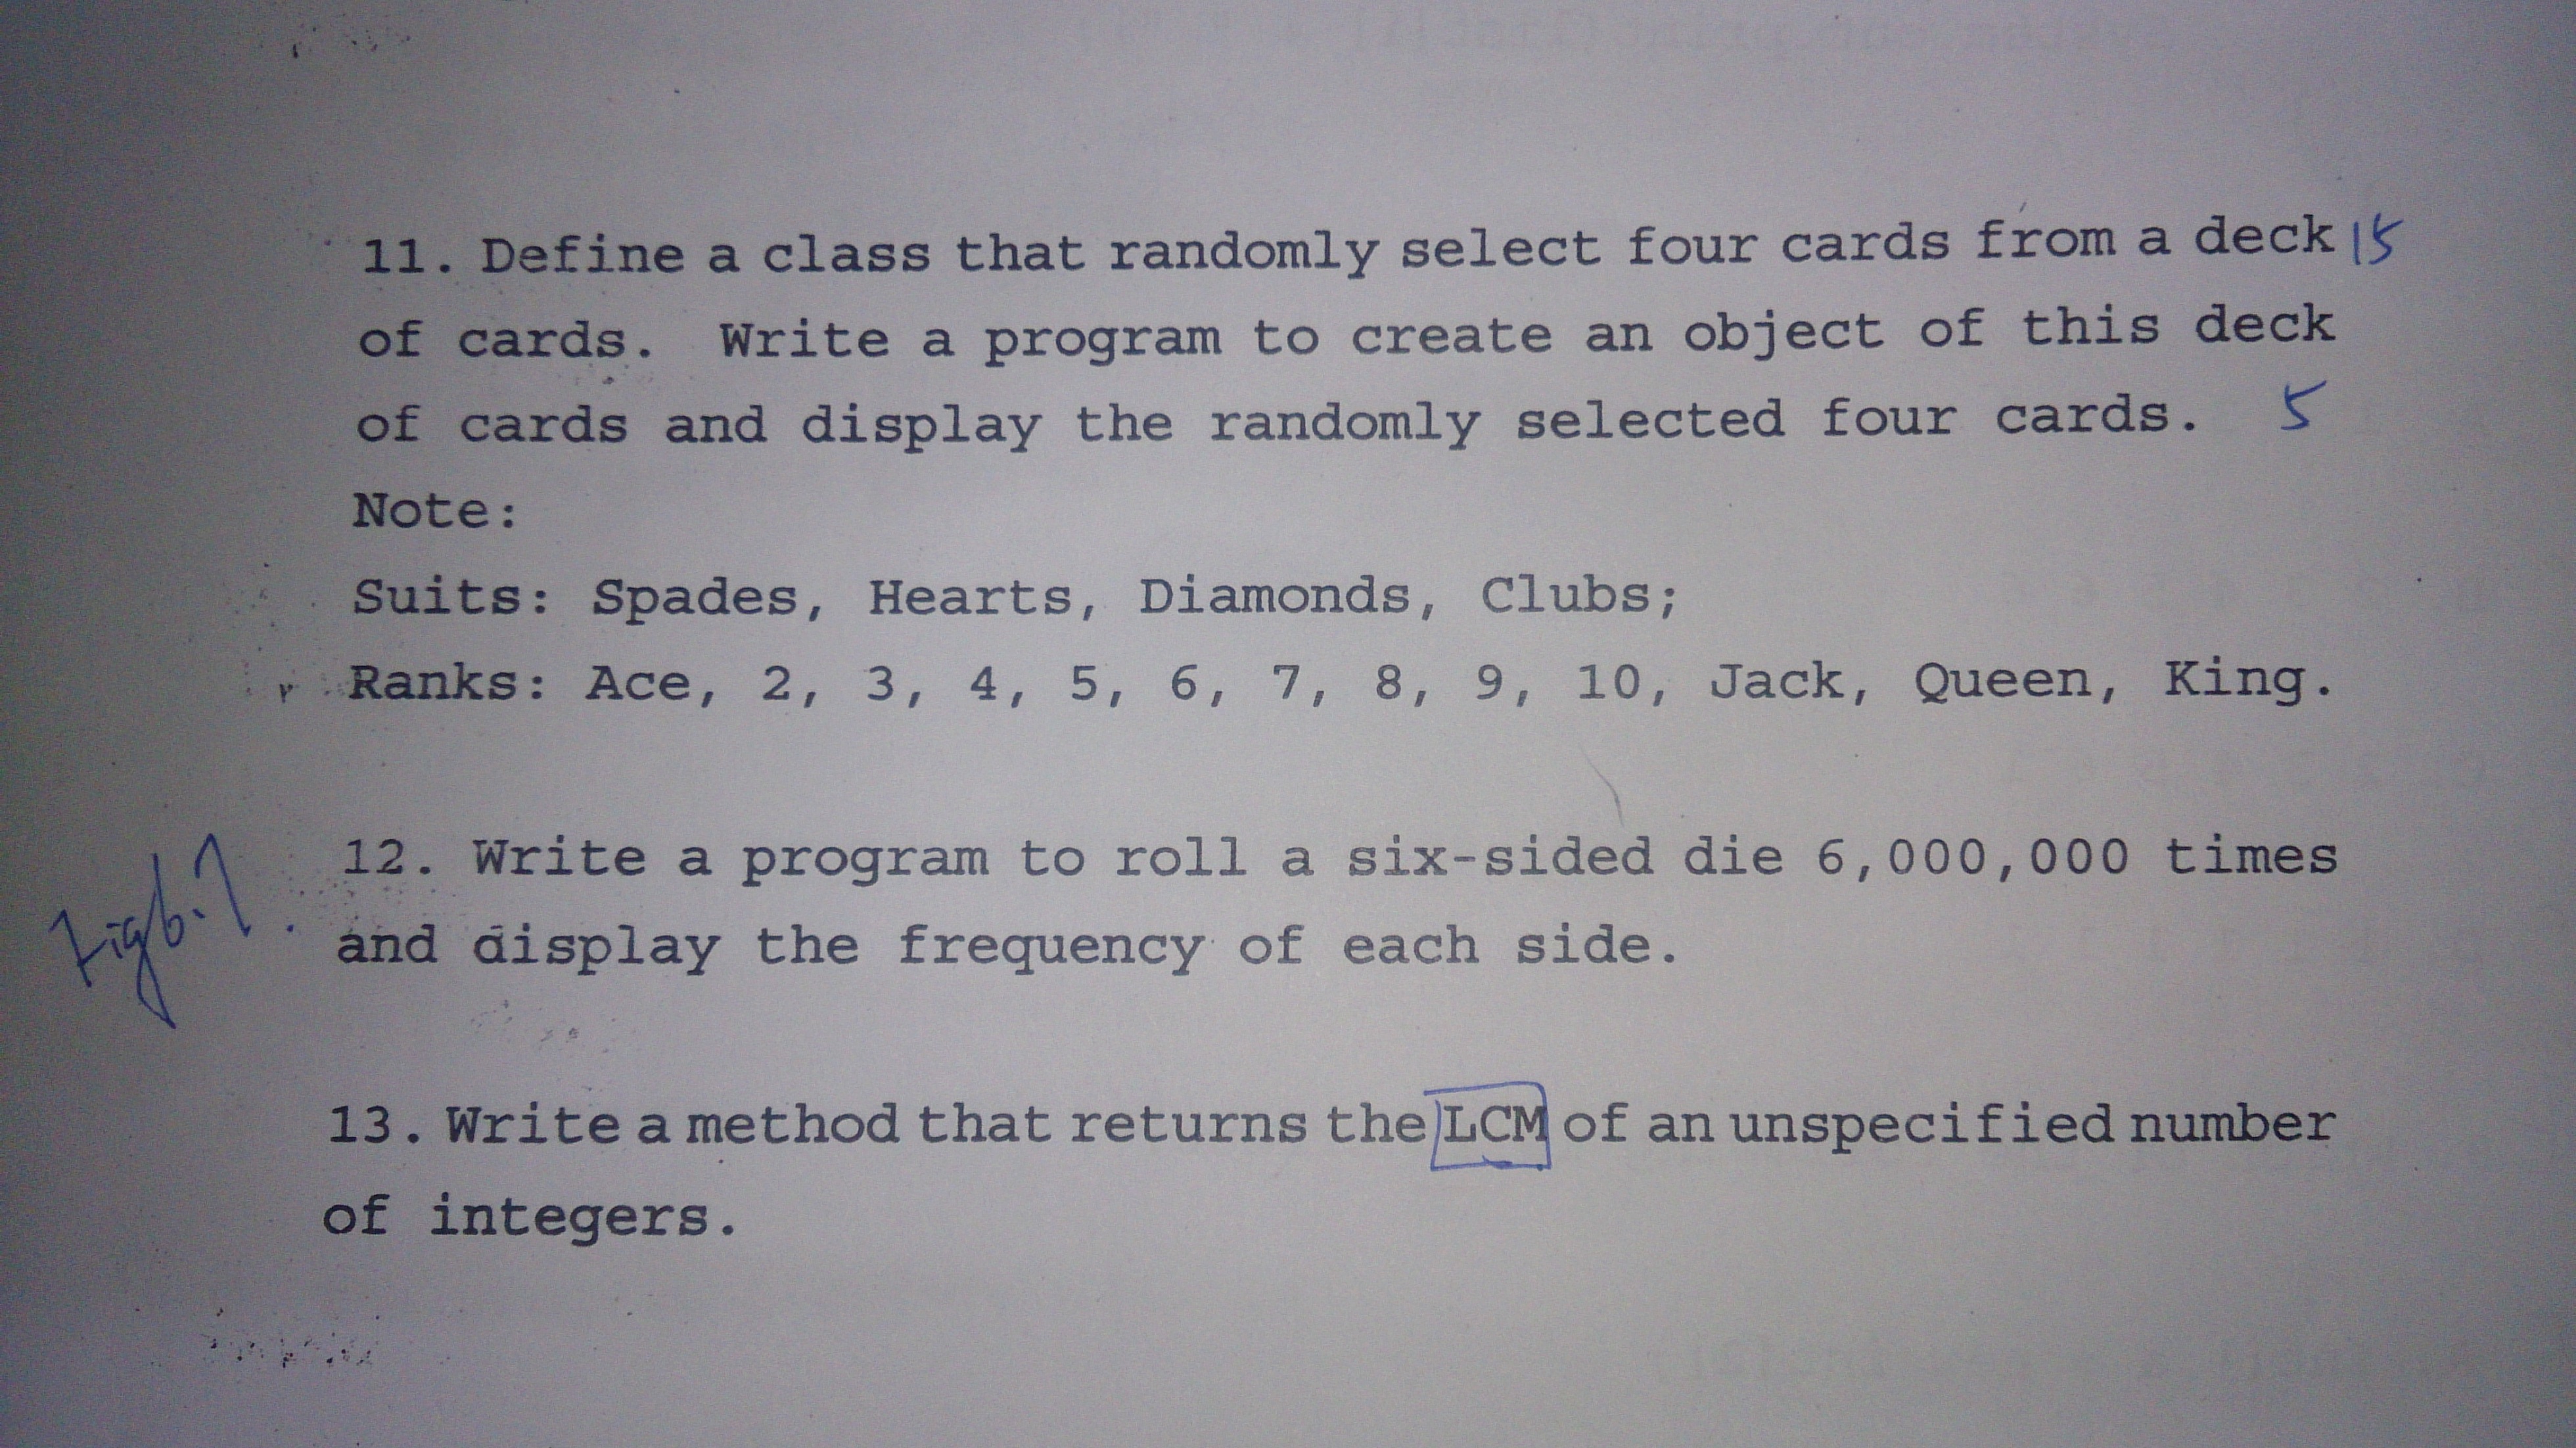 11. Define a class that randomly select four cards from a deck 15
of cards. Write a program to create an object of this deck
of cards and display the randomly selected four cards. 5
Note:
Suits: Spades, Hearts, Diamonds, Clubs;
Ranks: Ace, 2, 3, 4, 5, 6, 7, 8, 9, 10, Jack, Queen, King.
12. Write a program to roll a six-sided die 6,000,000 times
and display the frequency of each side.
13. Write a method that returns the LCM of an unspecified number
of integers.